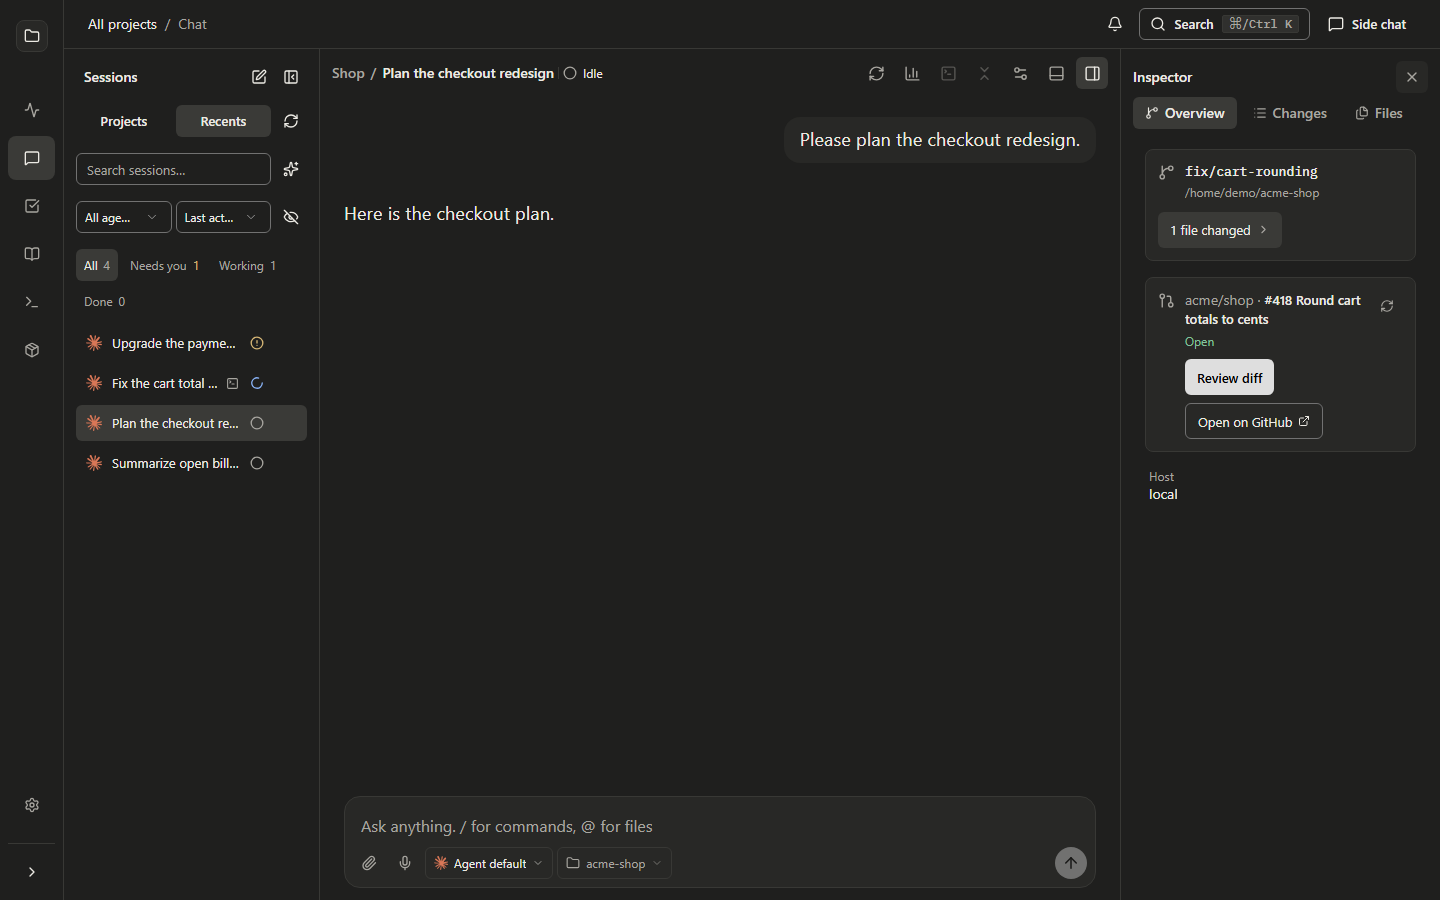 All projects / Chat
Search ⌘/Ctrl K
Side chat
Sessions
Projects
Recents
Search sessions...
All age...
Last act...
All 4
Needs you 1
Working 1
Done 0
Upgrade the payme...
Fix the cart total ...
Plan the checkout re...
Summarize open bill...
Shop / Plan the checkout redesign
Idle
Please plan the checkout redesign.
Here is the checkout plan.
Ask anything. / for commands, @ for files
Agent default
acme-shop
Inspector
Overview
Changes
Files
fix/cart-rounding
/home/demo/acme-shop
1 file changed
acme/shop · #418 Round cart
totals to cents
Open
Review diff
Open on GitHub
Host
local